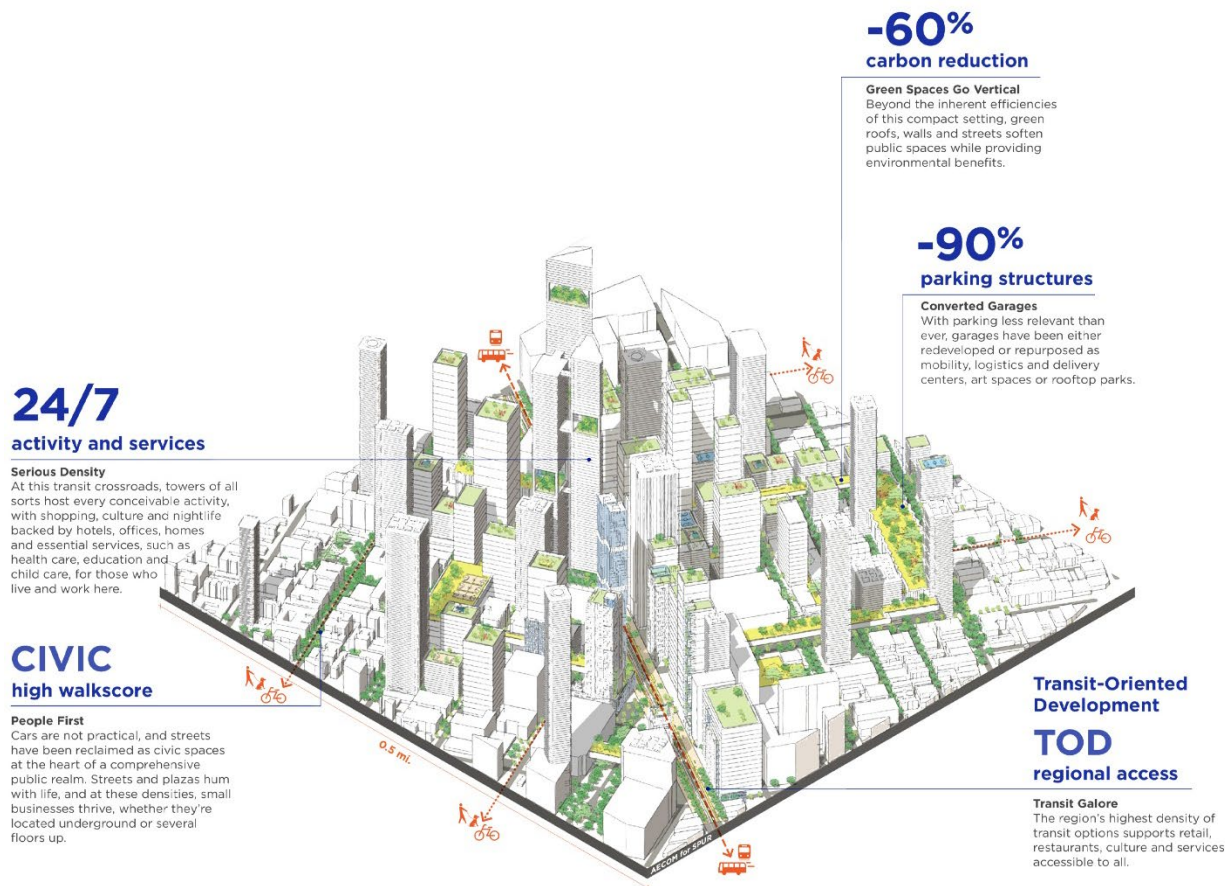 -60%
carbon reduction
Green Spaces Go Vertical
Beyond the inherent efficiencies
of this compact setting, green
roofs, walls and streets soften
public spaces while providing
environmental benefits.
-90%
parking structures
Converted Garages
With parking less relevant than
ever, garages have been either
redeveloped or repurposed as
mobility, logistics and delivery
centers, art spaces or rooftop parks.
24/7
activity and services
Serious Density
At this transit crossroads, towers of all
sorts host every conceivable activity,
with shopping, culture and nightlife
backed by hotels, offices, homes
and essential services, such as
health care, education and
child care, for those who
live and work here.
CIVIC
high walkscore
People First
Cars are not practical, and streets
have been reclaimed as civic spaces
at the heart of a comprehensive
public realm. Streets and plazas hum
with life, and at these densities, small
businesses thrive, whether they're
located underground or several
floors up.
0.5 mi.
AECOM for SPUR
Transit-Oriented
Development
TOD
regional access
Transit Galore
The region's highest density of
transit options supports retail,
restaurants, culture and services
accessible to all.